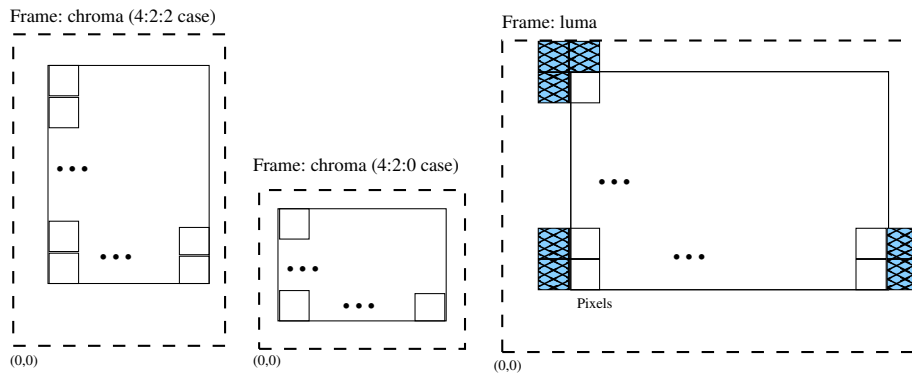 Frame: chroma (4:2:2 case)
Frame: luma
Frame: chroma (4:2:0 case)
Pixels
(0,0)
(0,0)
(0,0)